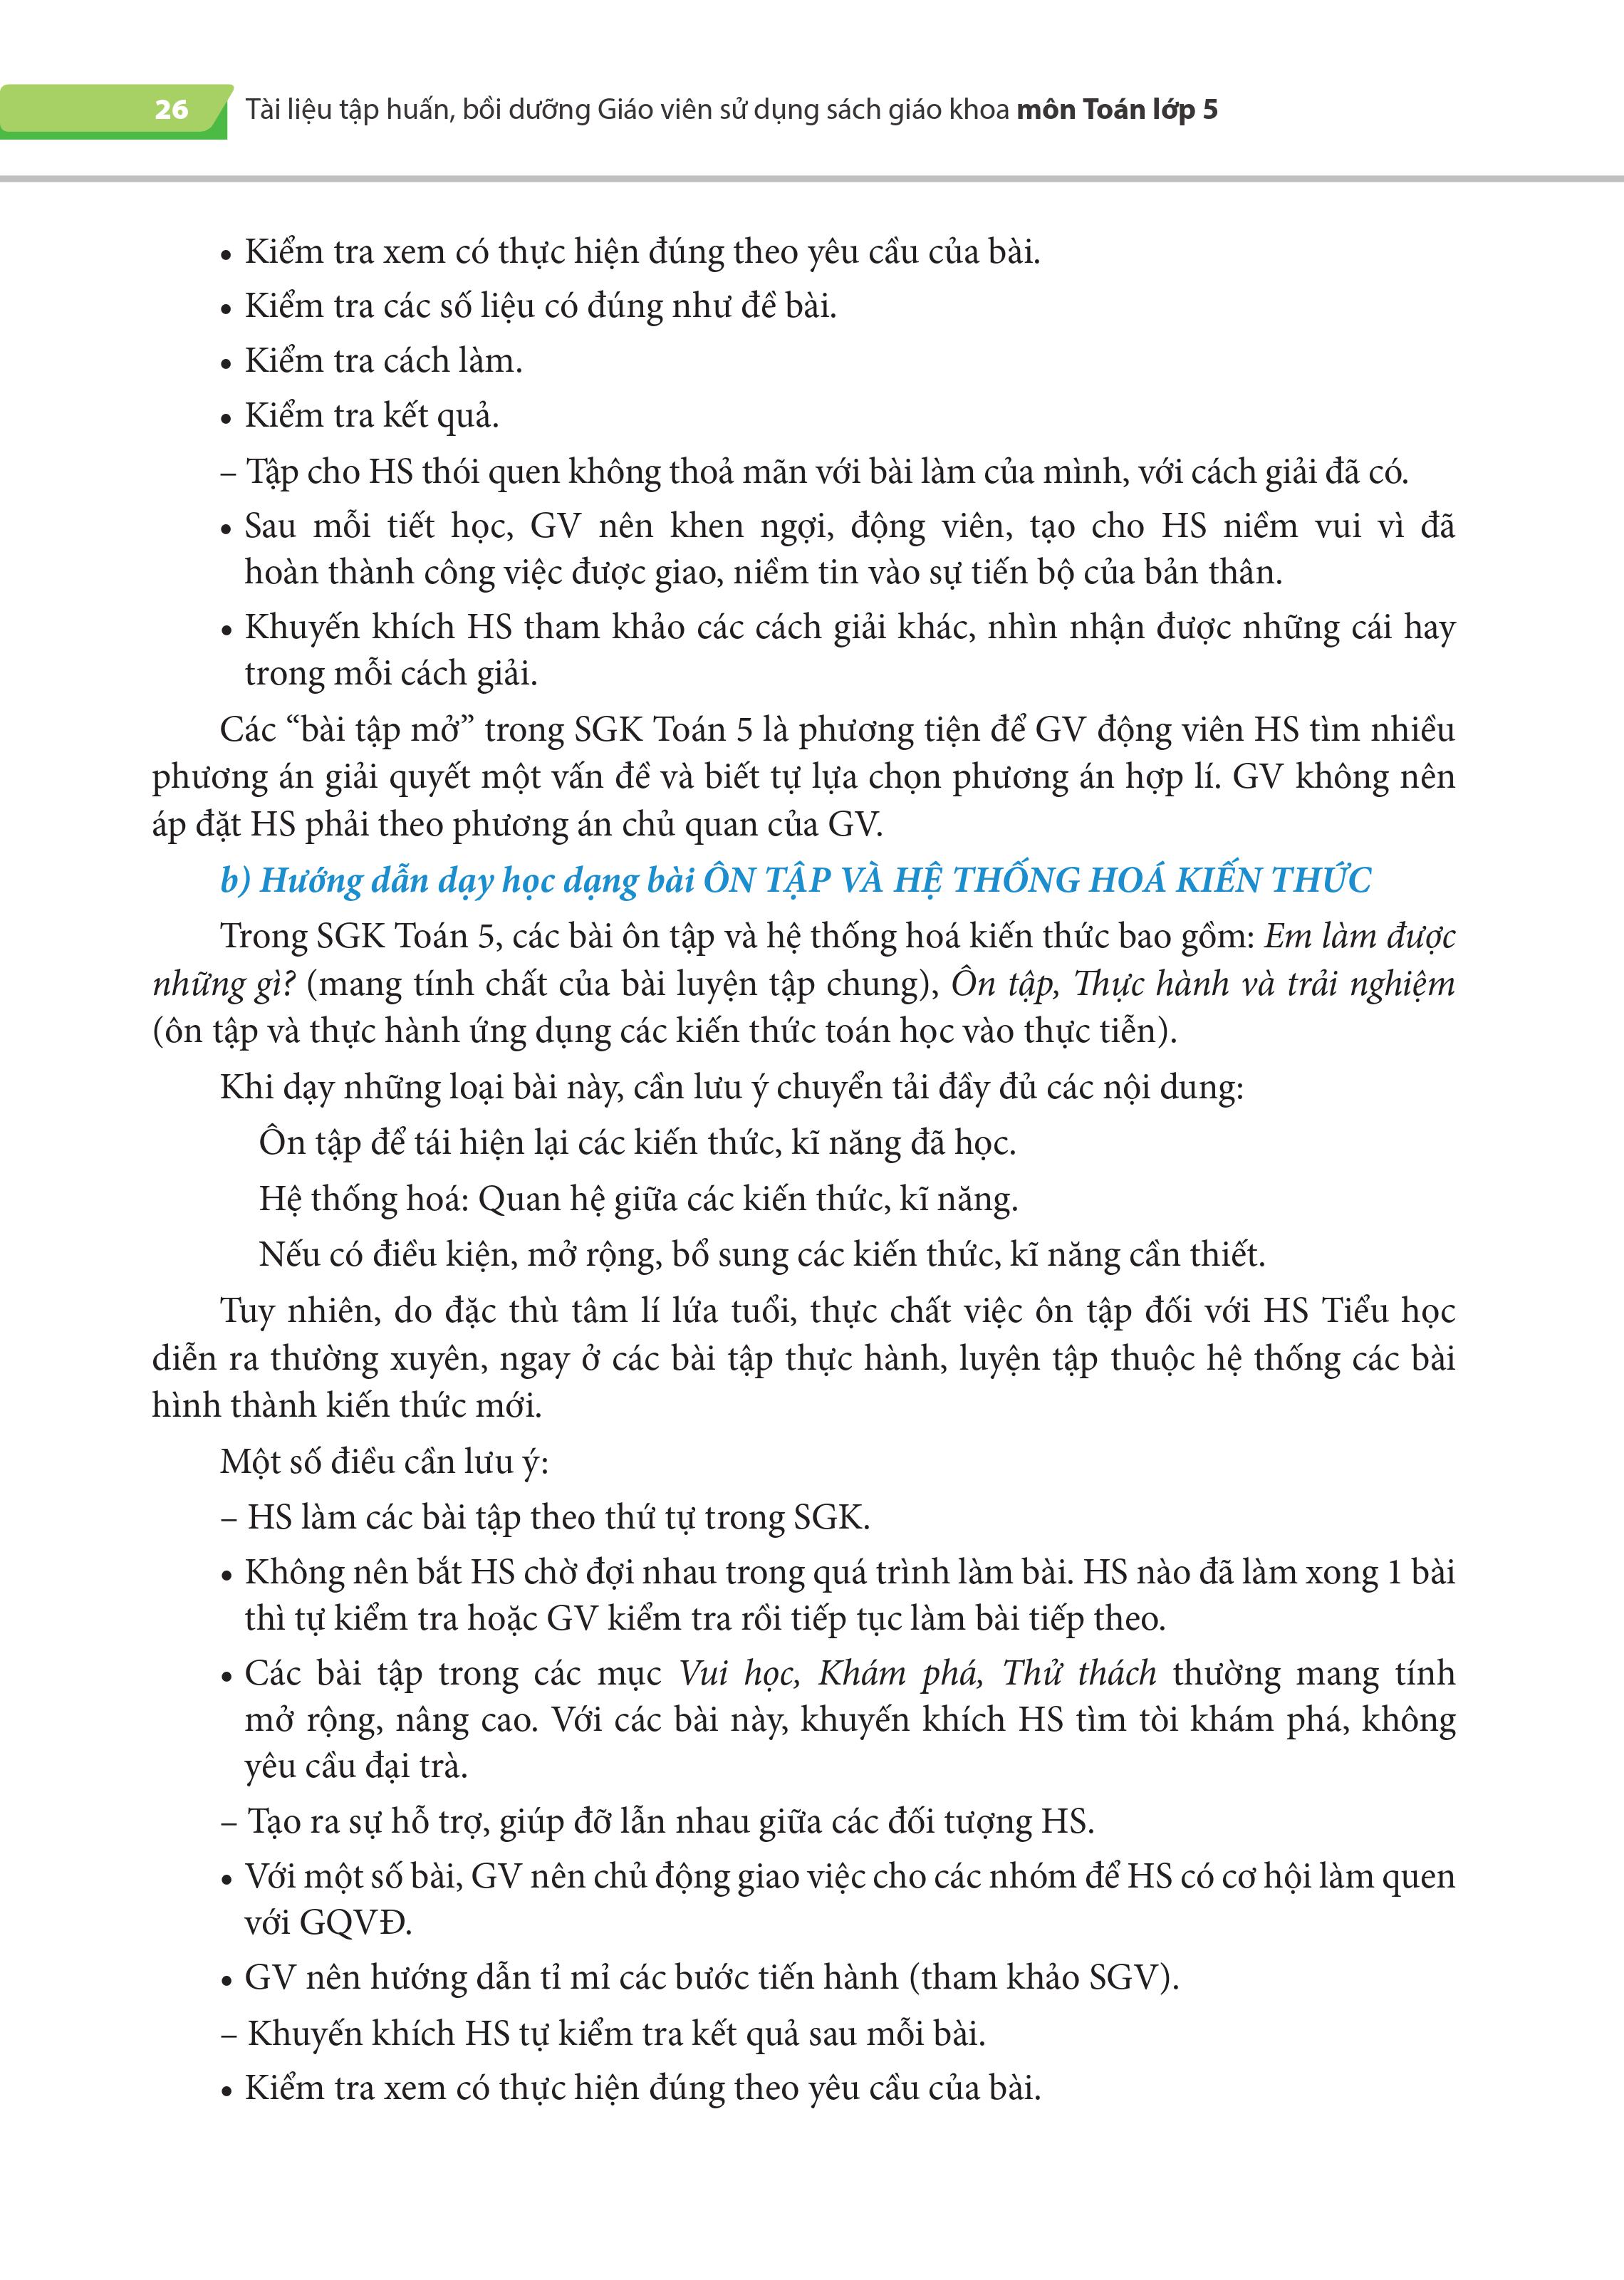 26 Tài liệu tập huấn, bồi dưỡng Giáo viên sử dụng sách giáo khoa môn Toán lớp 5
• Kiểm tra xem có thực hiện đúng theo yêu cầu của bài.
• Kiểm tra các số liệu có đúng như đề bài.
• Kiểm tra cách làm.
• Kiểm tra kết quả.
– Tập cho HS thói quen không thoả mãn với bài làm của mình, với cách giải đã có.
• Sau mỗi tiết học, GV nên khen ngợi, động viên, tạo cho HS niềm vui vì đã
hoàn thành công việc được giao, niềm tin vào sự tiến bộ của bản thân.
• Khuyến khích HS tham khảo các cách giải khác, nhìn nhận được những cái hay
trong mỗi cách giải.
Các “bài tập mở” trong SGK Toán 5 là phương tiện để GV động viên HS tìm nhiều
phương án giải quyết một vấn đề và biết tự lựa chọn phương án hợp lí. GV không nên
áp đặt HS phải theo phương án chủ quan của GV.
b) Hướng dẫn dạy học dạng bài ÔN TẬP VÀ HỆ THỐNG HOÁ KIẾN THỨC
Trong SGK Toán 5, các bài ôn tập và hệ thống hoá kiến thức bao gồm: Em làm được
những gì? (mang tính chất của bài luyện tập chung), Ôn tập, Thực hành và trải nghiệm
(ôn tập và thực hành ứng dụng các kiến thức toán học vào thực tiễn).
Khi dạy những loại bài này, cần lưu ý chuyển tải đầy đủ các nội dung:
Ôn tập để tái hiện lại các kiến thức, kĩ năng đã học.
Hệ thống hoá: Quan hệ giữa các kiến thức, kĩ năng.
Nếu có điều kiện, mở rộng, bổ sung các kiến thức, kĩ năng cần thiết.
Tuy nhiên, do đặc thù tâm lí lứa tuổi, thực chất việc ôn tập đối với HS Tiểu học
diễn ra thường xuyên, ngay ở các bài tập thực hành, luyện tập thuộc hệ thống các bài
hình thành kiến thức mới.
Một số điều cần lưu ý:
– HS làm các bài tập theo thứ tự trong SGK.
• Không nên bắt HS chờ đợi nhau trong quá trình làm bài. HS nào đã làm xong 1 bài
thì tự kiểm tra hoặc GV kiểm tra rồi tiếp tục làm bài tiếp theo.
• Các bài tập trong các mục Vui học, Khám phá, Thử thách thường mang tính
mở rộng, nâng cao. Với các bài này, khuyến khích HS tìm tòi khám phá, không
yêu cầu đại trà.
– Tạo ra sự hỗ trợ, giúp đỡ lẫn nhau giữa các đối tượng HS.
• Với một số bài, GV nên chủ động giao việc cho các nhóm để HS có cơ hội làm quen
với GQVĐ.
• GV nên hướng dẫn tỉ mỉ các bước tiến hành (tham khảo SGV).
– Khuyến khích HS tự kiểm tra kết quả sau mỗi bài.
• Kiểm tra xem có thực hiện đúng theo yêu cầu của bài.